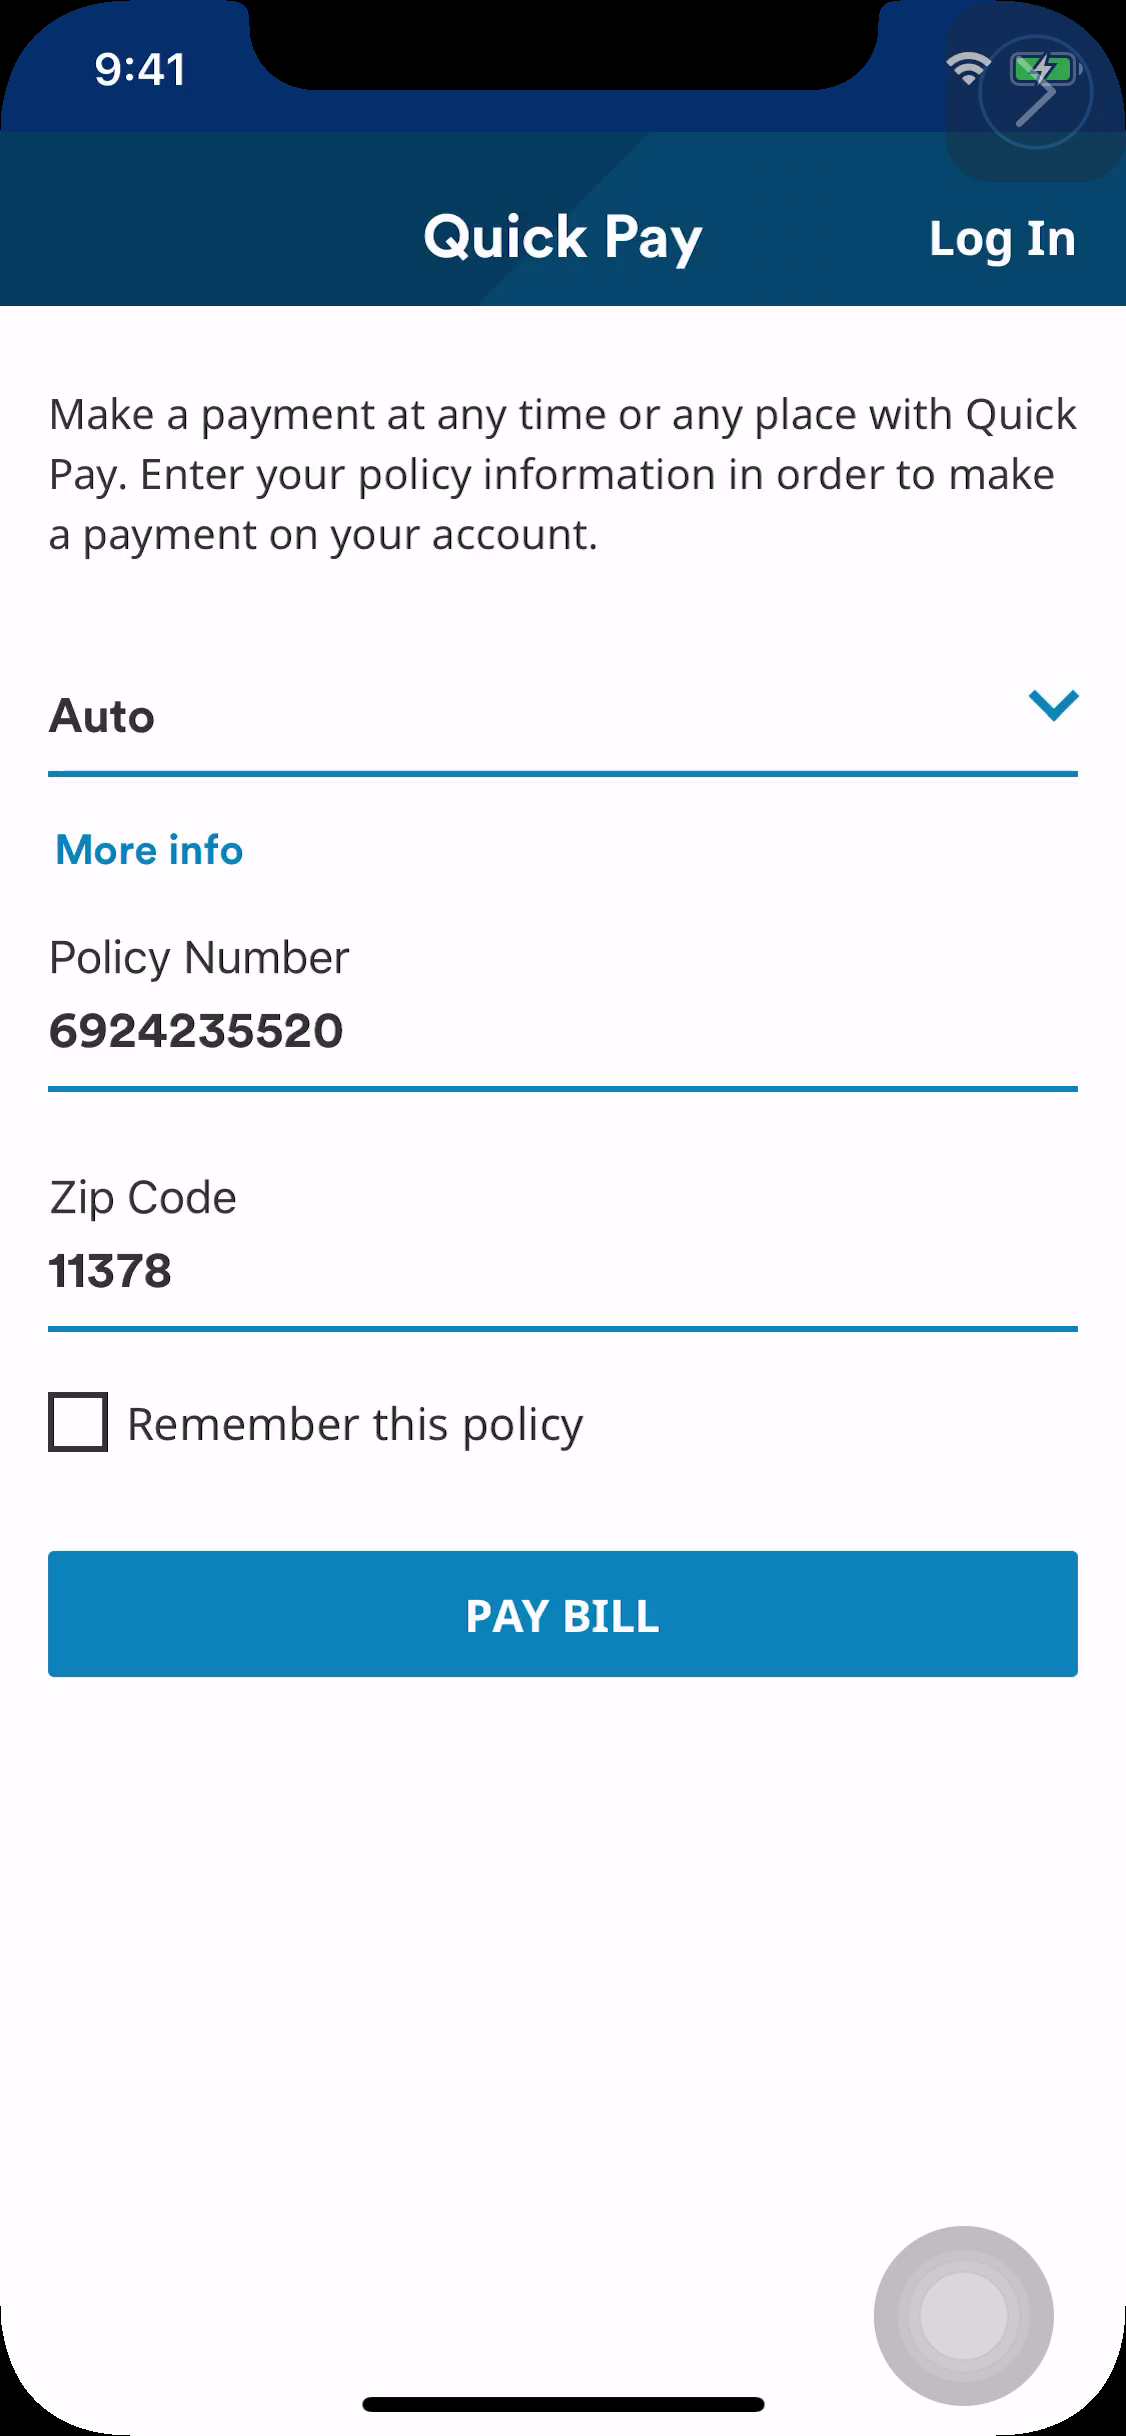 9:41
Quick Pay
Log In
Make a payment at any time or any place with Quick
Pay. Enter your policy information in order to make
a payment on your account.
Auto
More info
Policy Number
6924235520
Zip Code
11378
Remember this policy
PAY BILL